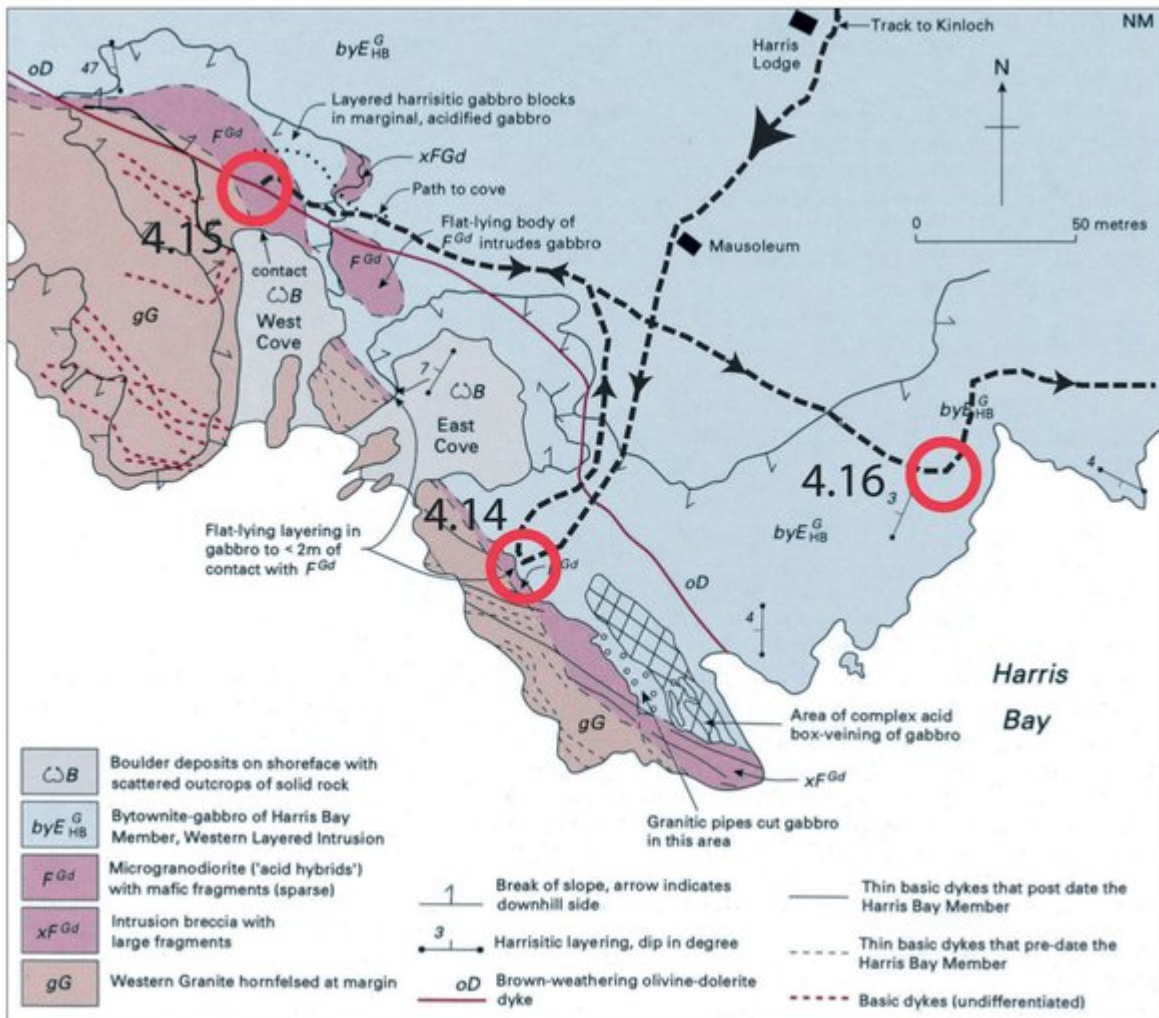 NM
Track to Kinloch
Harris
Lodge
N
byE G HB
oD
47
Layered harrisitic gabbro blocks
in marginal, acidified gabbro
F Gd
xFGd
Path to cove
Flat-lying body of
F Gd intrudes gabbro
0 50 metres
Mausoleum
4.15
contact
ωB
West
Cove
F Gd
gG
7
ωB
East
Cove
byE G HB
4.16
3
4
4.14
F Gd
byE G HB
Flat-lying layering in
gabbro to < 2m of
contact with F Gd
oD
4
Harris
Bay
gG
Area of complex acid
box-veining of gabbro
xF Gd
Granitic pipes cut gabbro
in this area
ωB Boulder deposits on shoreface with
scattered outcrops of solid rock
byE G HB Bytownite-gabbro of Harris Bay
Member, Western Layered Intrusion
F Gd Microgranodiorite ('acid hybrids')
with mafic fragments (sparse)
xF Gd Intrusion breccia with
large fragments
gG Western Granite hornfelsed at margin
1 Break of slope, arrow indicates
downhill side
3 Harrisitic layering, dip in degree
oD Brown-weathering olivine-dolerite
dyke
Thin basic dykes that post date the
Harris Bay Member
Thin basic dykes that pre-date the
Harris Bay Member
Basic dykes (undifferentiated)